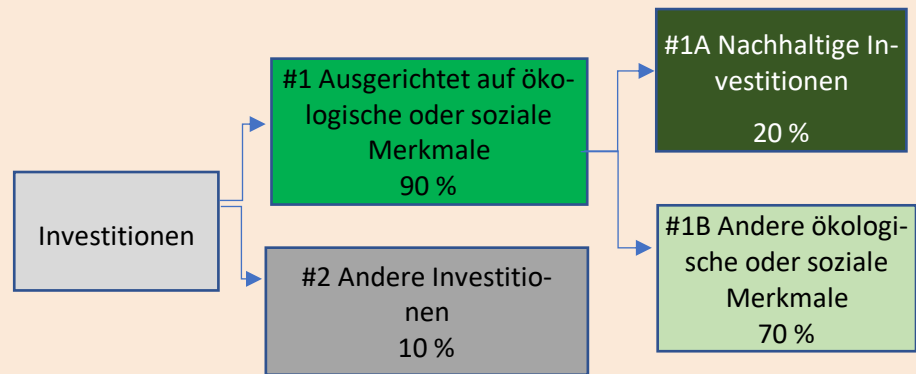 Investitionen
#1 Ausgerichtet auf öko-
logische oder soziale
Merkmale
90 %
#2 Andere Investitio-
nen
10 %
#1A Nachhaltige In-
vestitionen
20 %
#1B Andere ökologi-
sche oder soziale
Merkmale
70 %